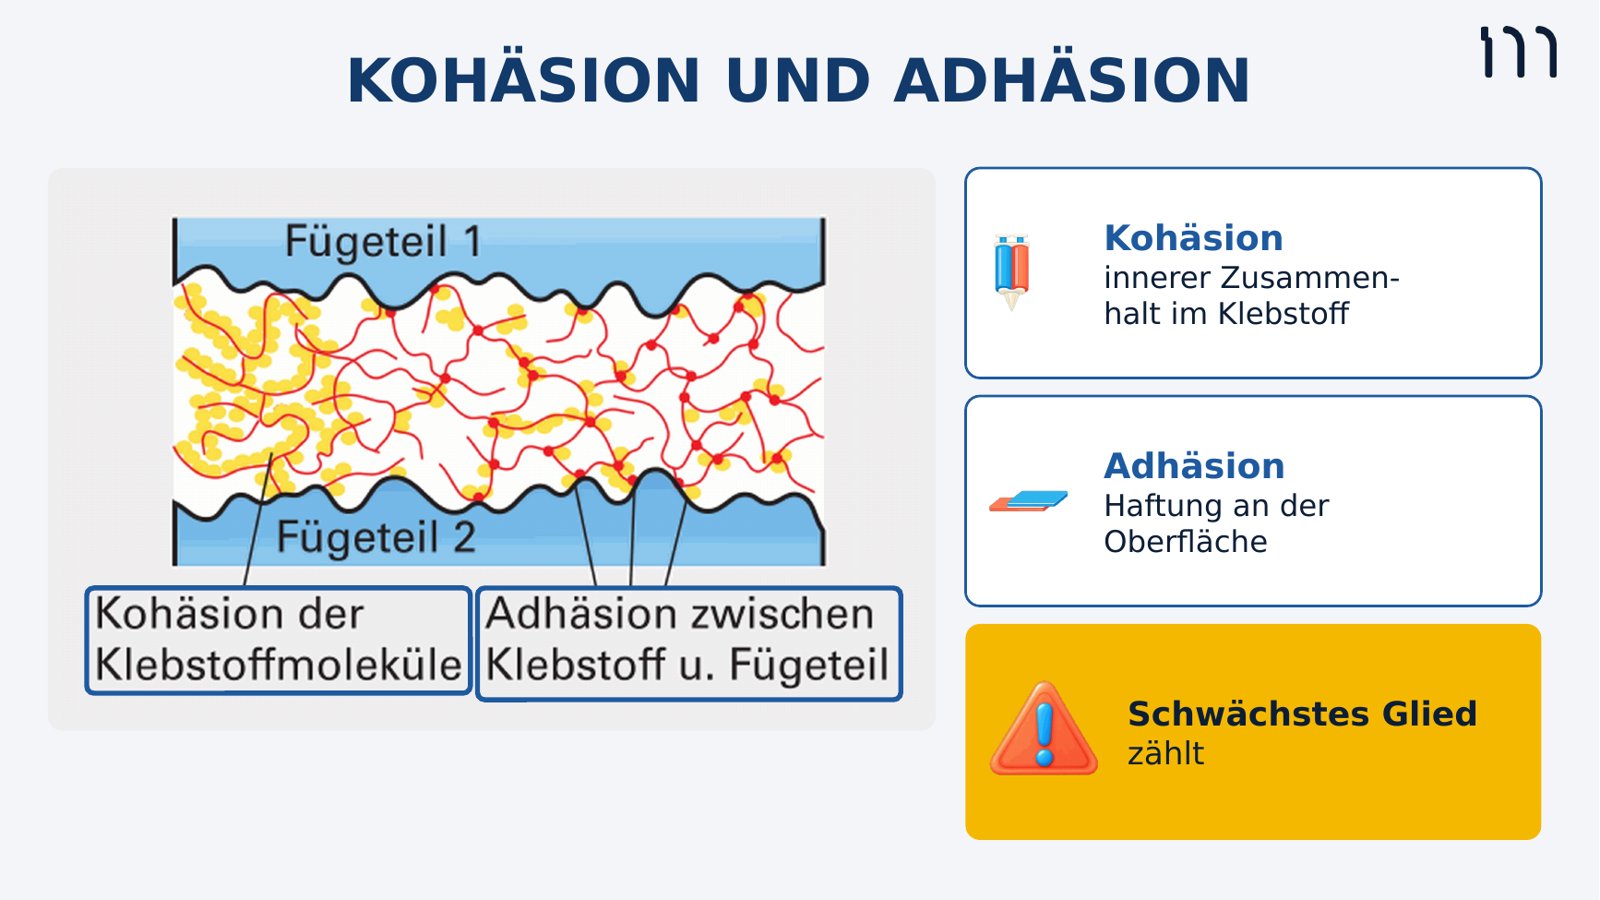 KOHÄSION UND ADHÄSION
Fügeteil 1
Fügeteil 2
Kohäsion der
Klebstoffmoleküle
Adhäsion zwischen
Klebstoff u. Fügeteil
Kohäsion
innerer Zusammen-
halt im Klebstoff
Adhäsion
Haftung an der
Oberfläche
Schwächstes Glied
zählt